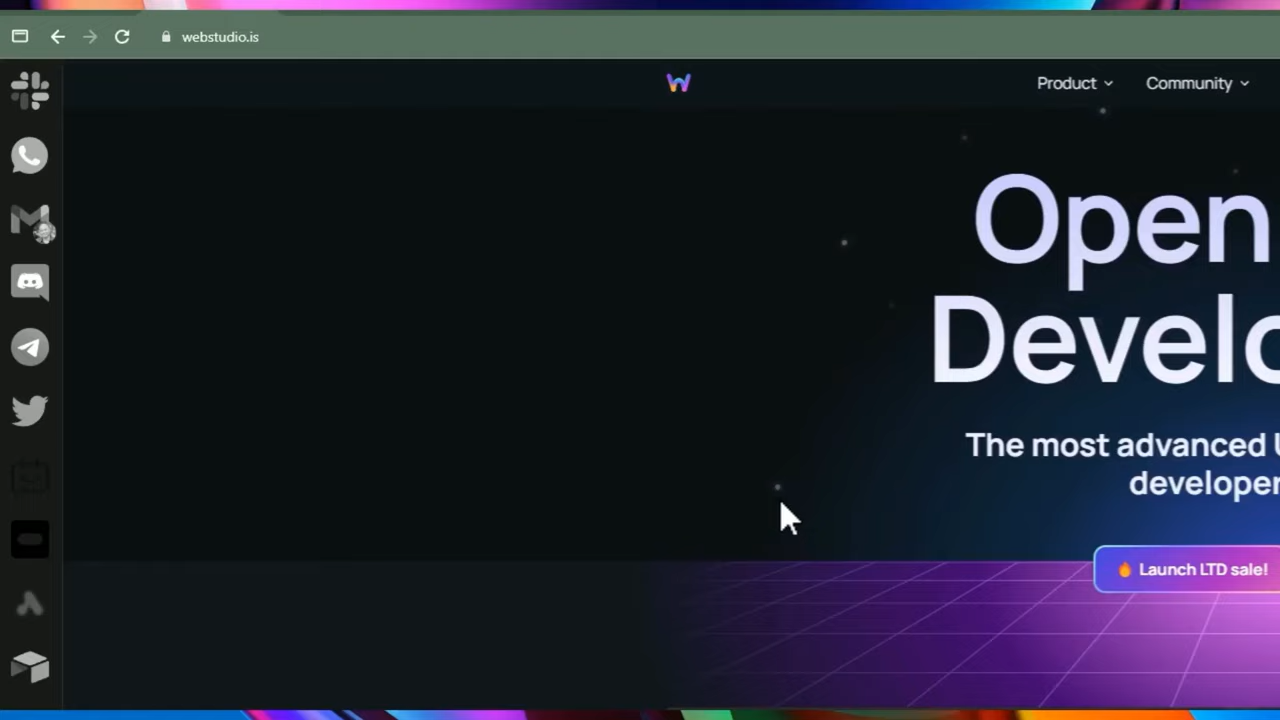 webstudio.is
Product
Community
Open
Develo
The most advanced
developer
🔥 Launch LTD sale!